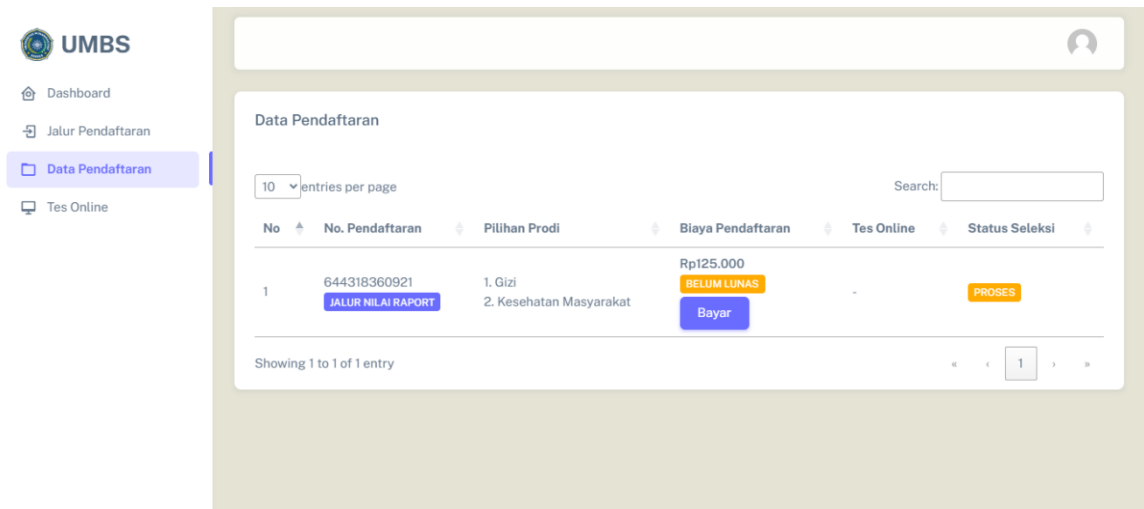 UMBS
Dashboard
Jalur Pendaftaran
Data Pendaftaran
Tes Online
Data Pendaftaran
10 entries per page
Search:
No No. Pendaftaran Pilihan Prodi Biaya Pendaftaran Tes Online Status Seleksi
1
644318360921
JALUR NILAI RAPORT
1. Gizi
2. Kesehatan Masyarakat
Rp125.000
BELUM LUNAS
Bayar
-
PROSES
Showing 1 to 1 of 1 entry
« ‹ 1 › »